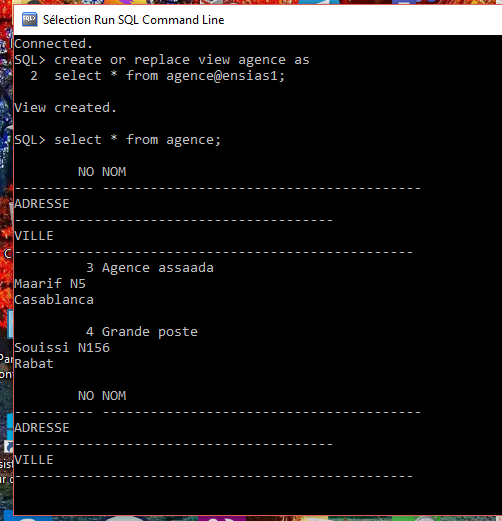 Sélection Run SQL Command Line
Connected.
SQL> create or replace view agence as
  2  select * from agence@ensias1;
View created.
SQL> select * from agence;
        NO NOM
---------- ----------------------------------------
ADRESSE
----------------------------------------
VILLE
--------------------------------------------------
         3 Agence assaada
Maarif N5
Casablanca
         4 Grande poste
Souissi N156
Rabat
        NO NOM
---------- ----------------------------------------
ADRESSE
----------------------------------------
VILLE
--------------------------------------------------